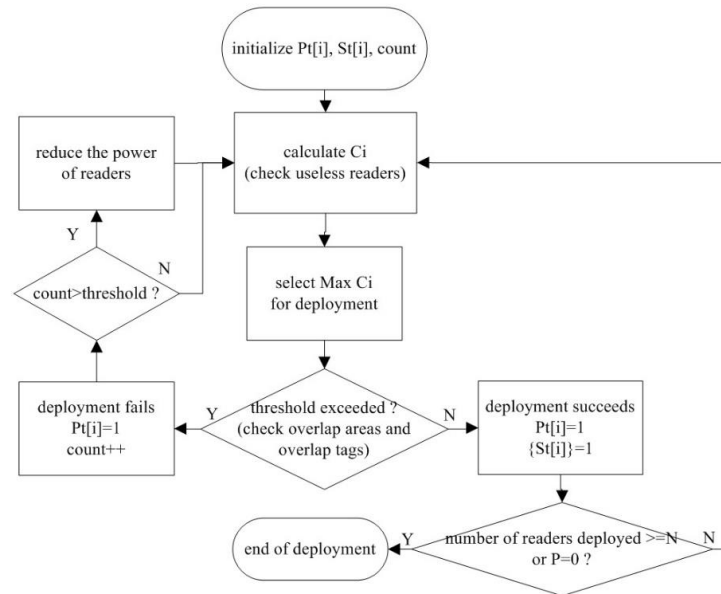 initialize Pt[i], St[i], count
reduce the power
of readers
calculate Ci
(check useless readers)
Y
N
count>threshold ?
select Max Ci
for deployment
deployment fails
Pt[i]=1
count++
Y
threshold exceeded ?
(check overlap areas and
overlap tags)
N
deployment succeeds
Pt[i]=1
{St[i]}=1
end of deployment
Y
number of readers deployed >=N
or P=0 ?
N